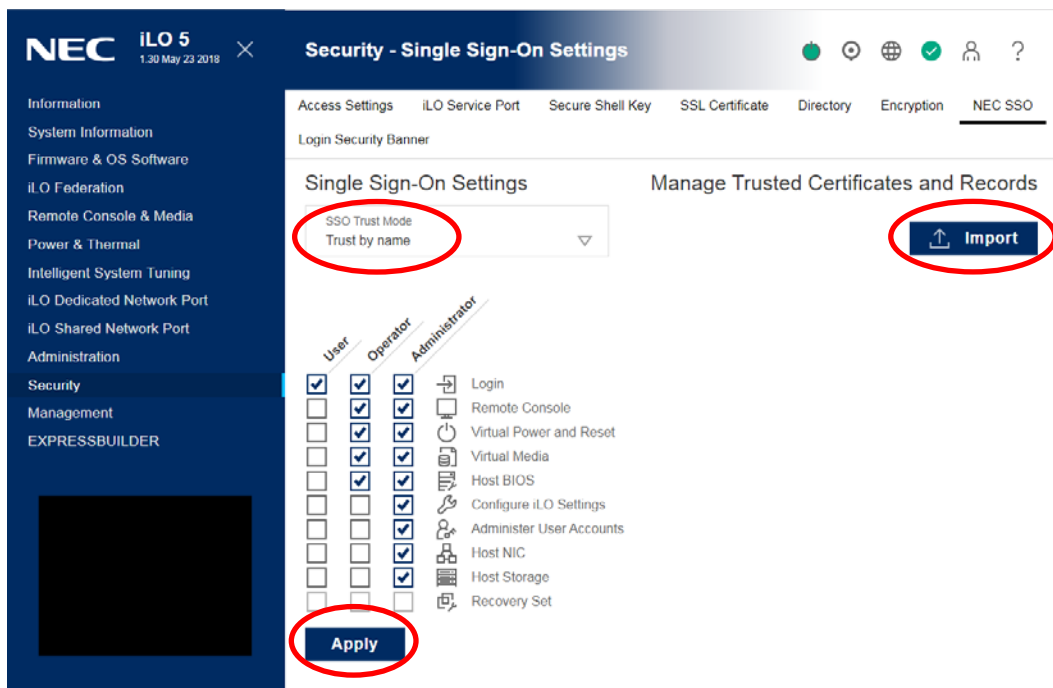 NEC iLO 5
1.30 May 23 2018
Security - Single Sign-On Settings
?
Information
System Information
Firmware & OS Software
iLO Federation
Remote Console & Media
Power & Thermal
Intelligent System Tuning
iLO Dedicated Network Port
iLO Shared Network Port
Administration
Security
Management
EXPRESSBUILDER
Access Settings iLO Service Port Secure Shell Key SSL Certificate Directory Encryption NEC SSO
Login Security Banner
Single Sign-On Settings
Manage Trusted Certificates and Records
SSO Trust Mode
Trust by name
Import
User Operator Administrator
Login
Remote Console
Virtual Power and Reset
Virtual Media
Host BIOS
Configure iLO Settings
Administer User Accounts
Host NIC
Host Storage
Recovery Set
Apply